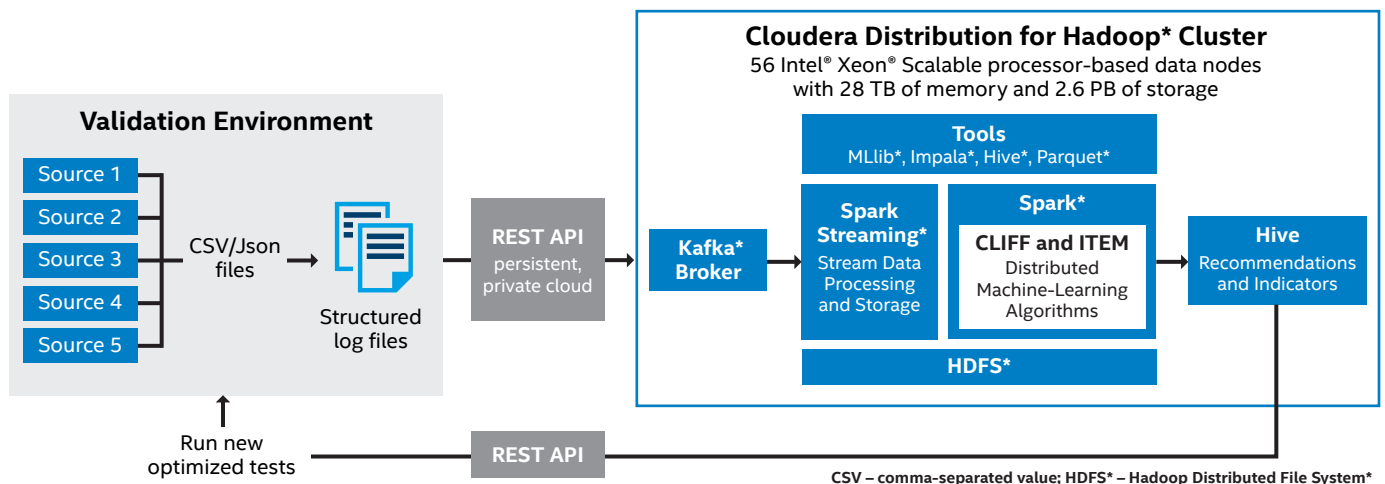 Cloudera Distribution for Hadoop* Cluster
56 Intel® Xeon® Scalable processor-based data nodes
with 28 TB of memory and 2.6 PB of storage
Validation Environment
Source 1
Source 2
Source 3
Source 4
Source 5
CSV/Json
files
Structured
log files
REST API
persistent,
private cloud
Kafka*
Broker
Tools
MLlib*, Impala*, Hive*, Parquet*
Spark
Streaming*
Stream Data
Processing
and Storage
Spark*
CLIFF and ITEM
Distributed
Machine-Learning
Algorithms
HDFS*
Hive
Recommendations
and Indicators
Run new
optimized tests
REST API
CSV – comma-separated value; HDFS* – Hadoop Distributed File System*